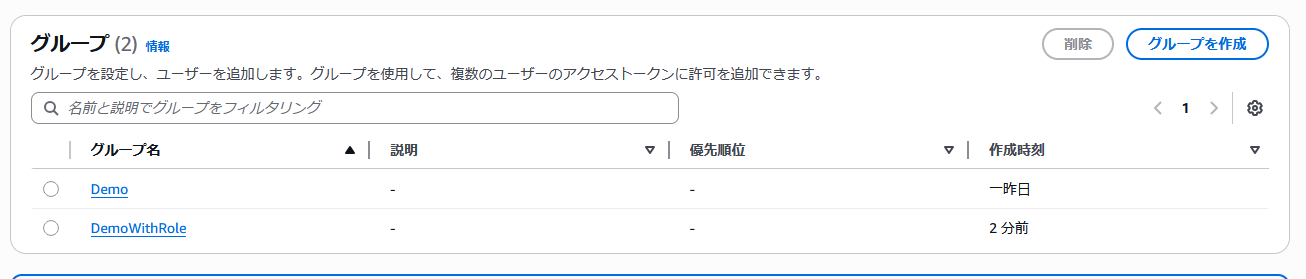 グループ (2) 情報 削除 グループを作成
グループを設定し、ユーザーを追加します。グループを使用して、複数のユーザーのアクセストークンに許可を追加できます。
名前と説明でグループをフィルタリング 1
グループ名 説明 優先順位 作成時刻
Demo - - 一昨日
DemoWithRole - - 2 分前